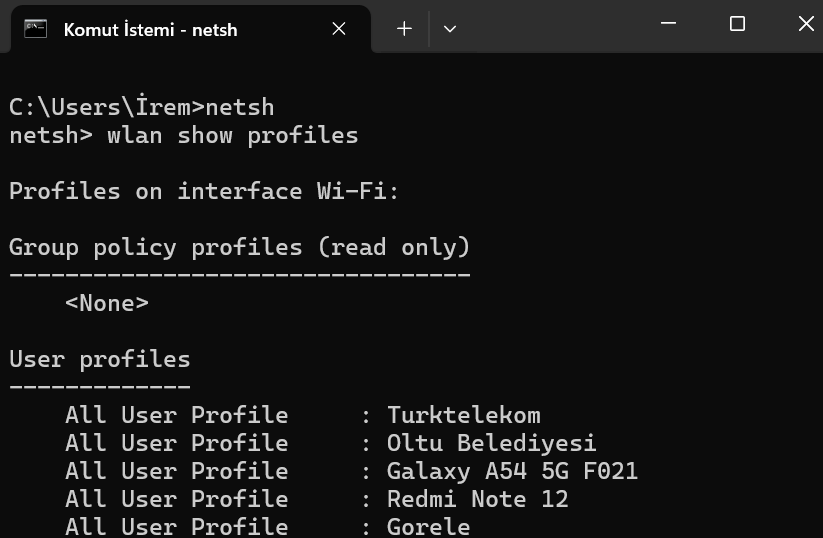 Komut İstemi - netsh
C:\Users\İrem>netsh
netsh> wlan show profiles
Profiles on interface Wi-Fi:
Group policy profiles (read only)
---------------------------------
    <None>
User profiles
-------------
    All User Profile     : Turktelekom
    All User Profile     : Oltu Belediyesi
    All User Profile     : Galaxy A54 5G F021
    All User Profile     : Redmi Note 12
    All User Profile     : Gorele